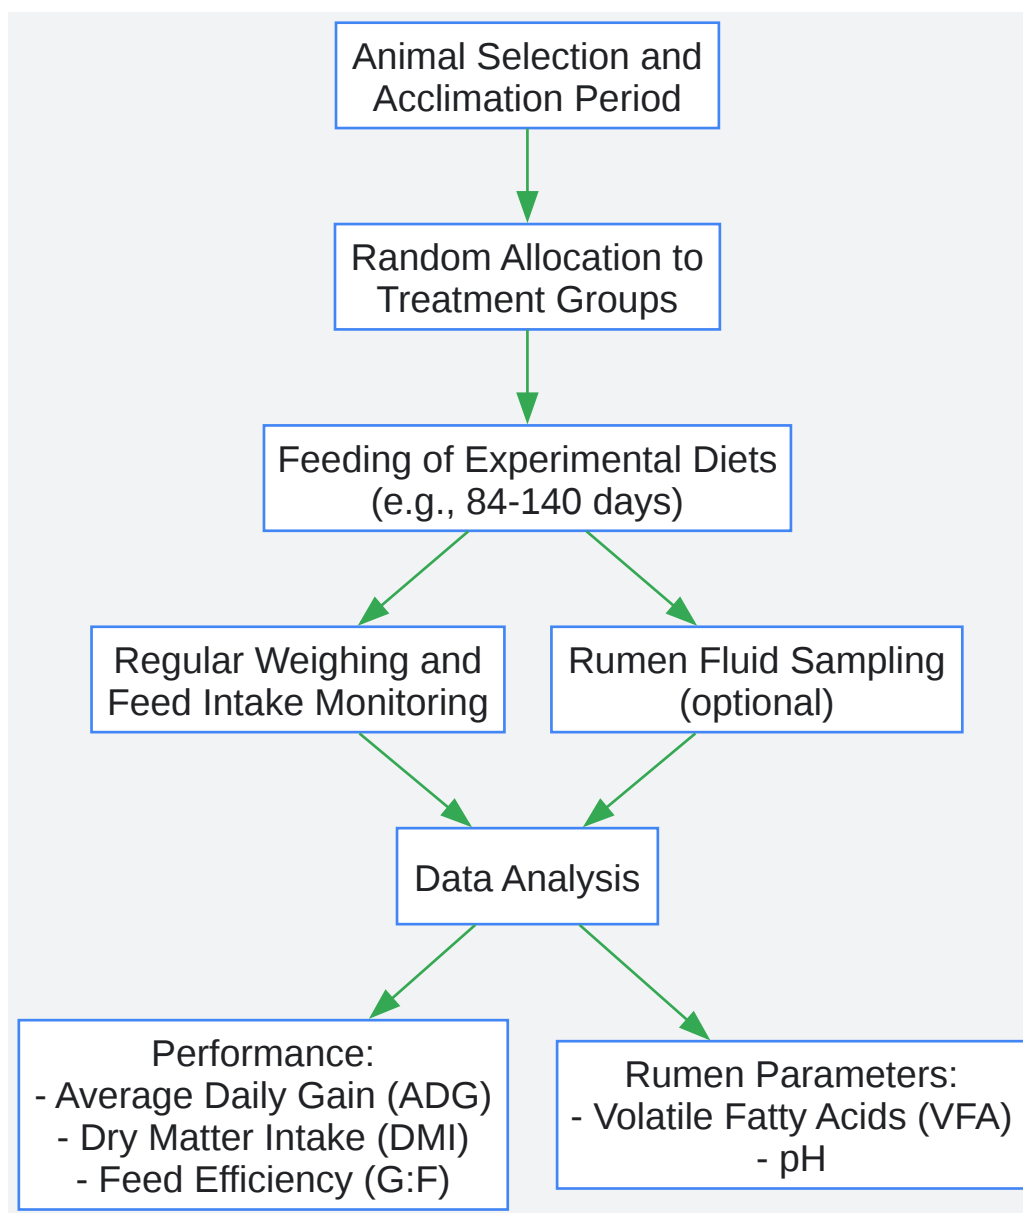 Animal Selection and
Acclimation Period
Random Allocation to
Treatment Groups
Feeding of Experimental Diets
(e.g., 84-140 days)
Regular Weighing and
Feed Intake Monitoring
Rumen Fluid Sampling
(optional)
Data Analysis
Performance:
- Average Daily Gain (ADG)
- Dry Matter Intake (DMI)
- Feed Efficiency (G:F)
Rumen Parameters:
- Volatile Fatty Acids (VFA)
- pH